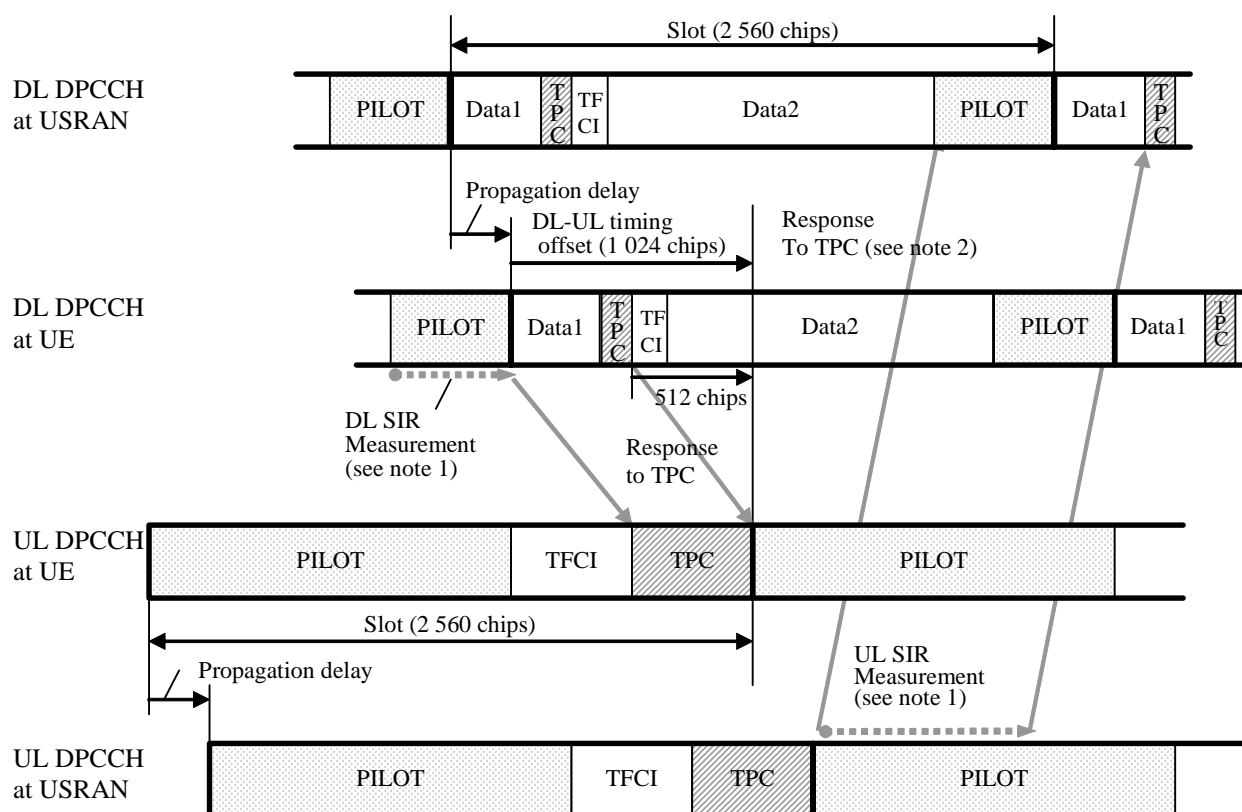 Slot (2 560 chips)
DL DPCCH
at USRAN
PILOT
Data1
TPC
TF
CI
Data2
PILOT
Data1
TPC
Propagation delay
DL-UL timing
offset (1 024 chips)
Response
To TPC (see note 2)
DL DPCCH
at UE
PILOT
Data1
TPC
TF
CI
Data2
PILOT
Data1
TPC
512 chips
DL SIR
Measurement
(see note 1)
Response
to TPC
UL DPCCH
at UE
PILOT
TFCI
TPC
PILOT
Slot (2 560 chips)
Propagation delay
UL SIR
Measurement
(see note 1)
UL DPCCH
at USRAN
PILOT
TFCI
TPC
PILOT